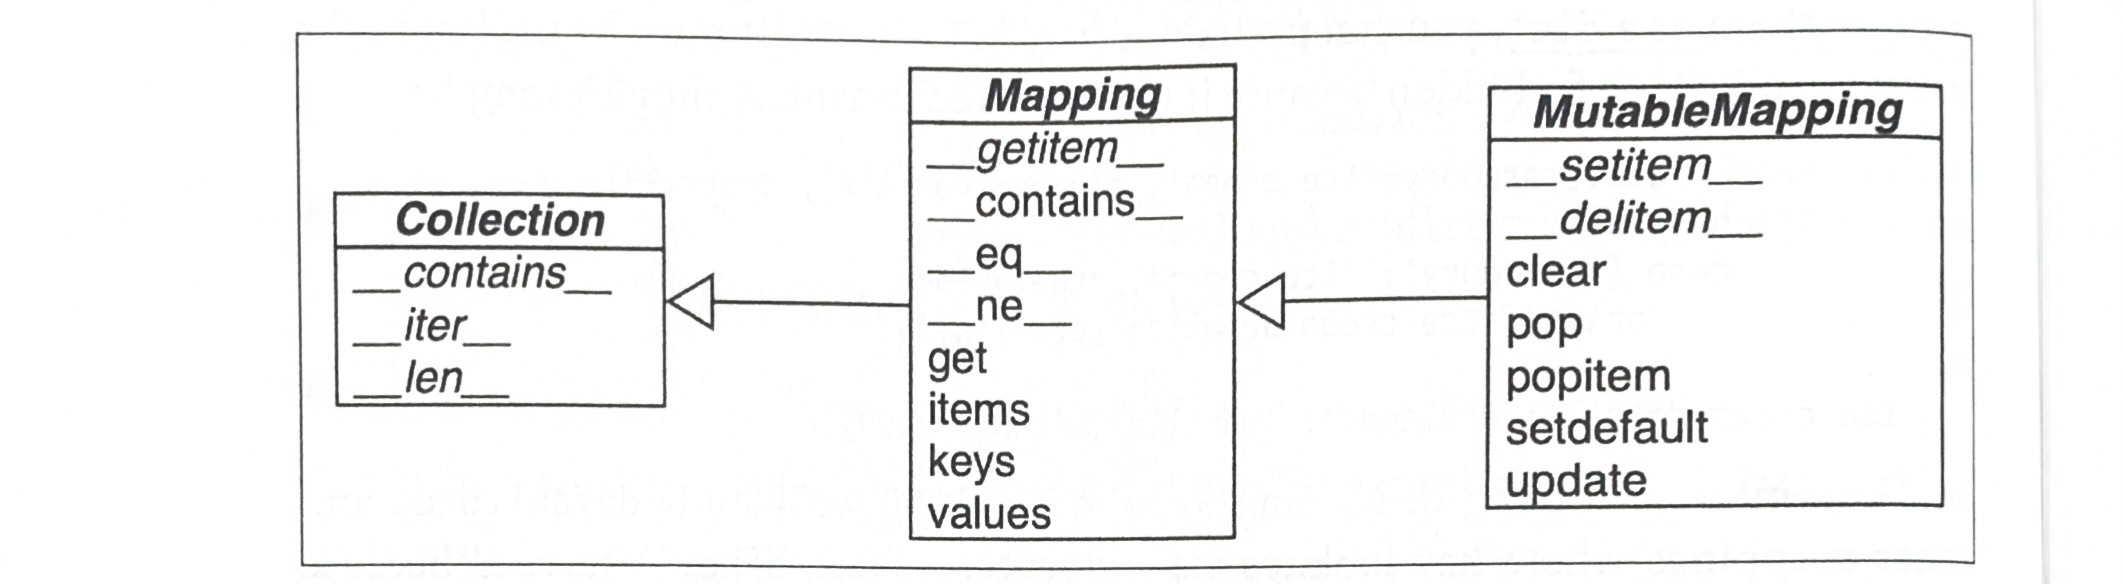 Collection
__contains__
__iter__
__len__
Mapping
__getitem__
__contains__
__eq__
__ne__
get
items
keys
values
MutableMapping
__setitem__
__delitem__
clear
pop
popitem
setdefault
update